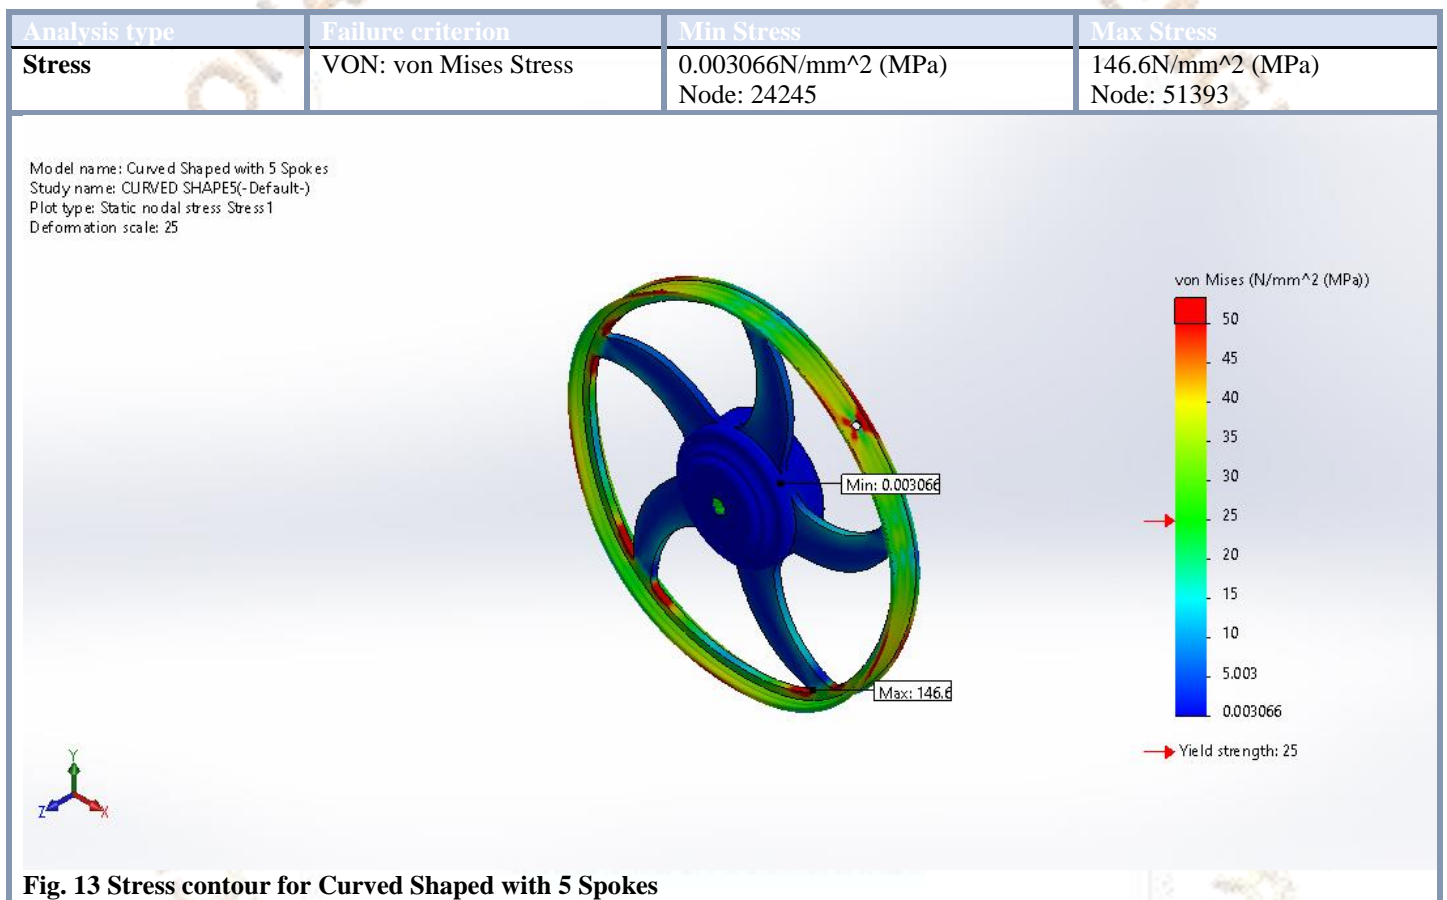 Analysis type Failure criterion Min Stress Max Stress
Stress VON: von Mises Stress 0.003066N/mm^2 (MPa) 146.6N/mm^2 (MPa)
Node: 24245 Node: 51393
Model name: Curved Shaped with 5 Spokes
Study name: CURVED SHAPE5(-Default-)
Plot type: Static nodal stress Stress1
Deformation scale: 25
von Mises (N/mm^2 (MPa))
50
45
40
35
30
25
20
15
10
5.003
0.003066
Yield strength: 25
Min: 0.003066
Max: 146.6
Y
Z X
Fig. 13 Stress contour for Curved Shaped with 5 Spokes